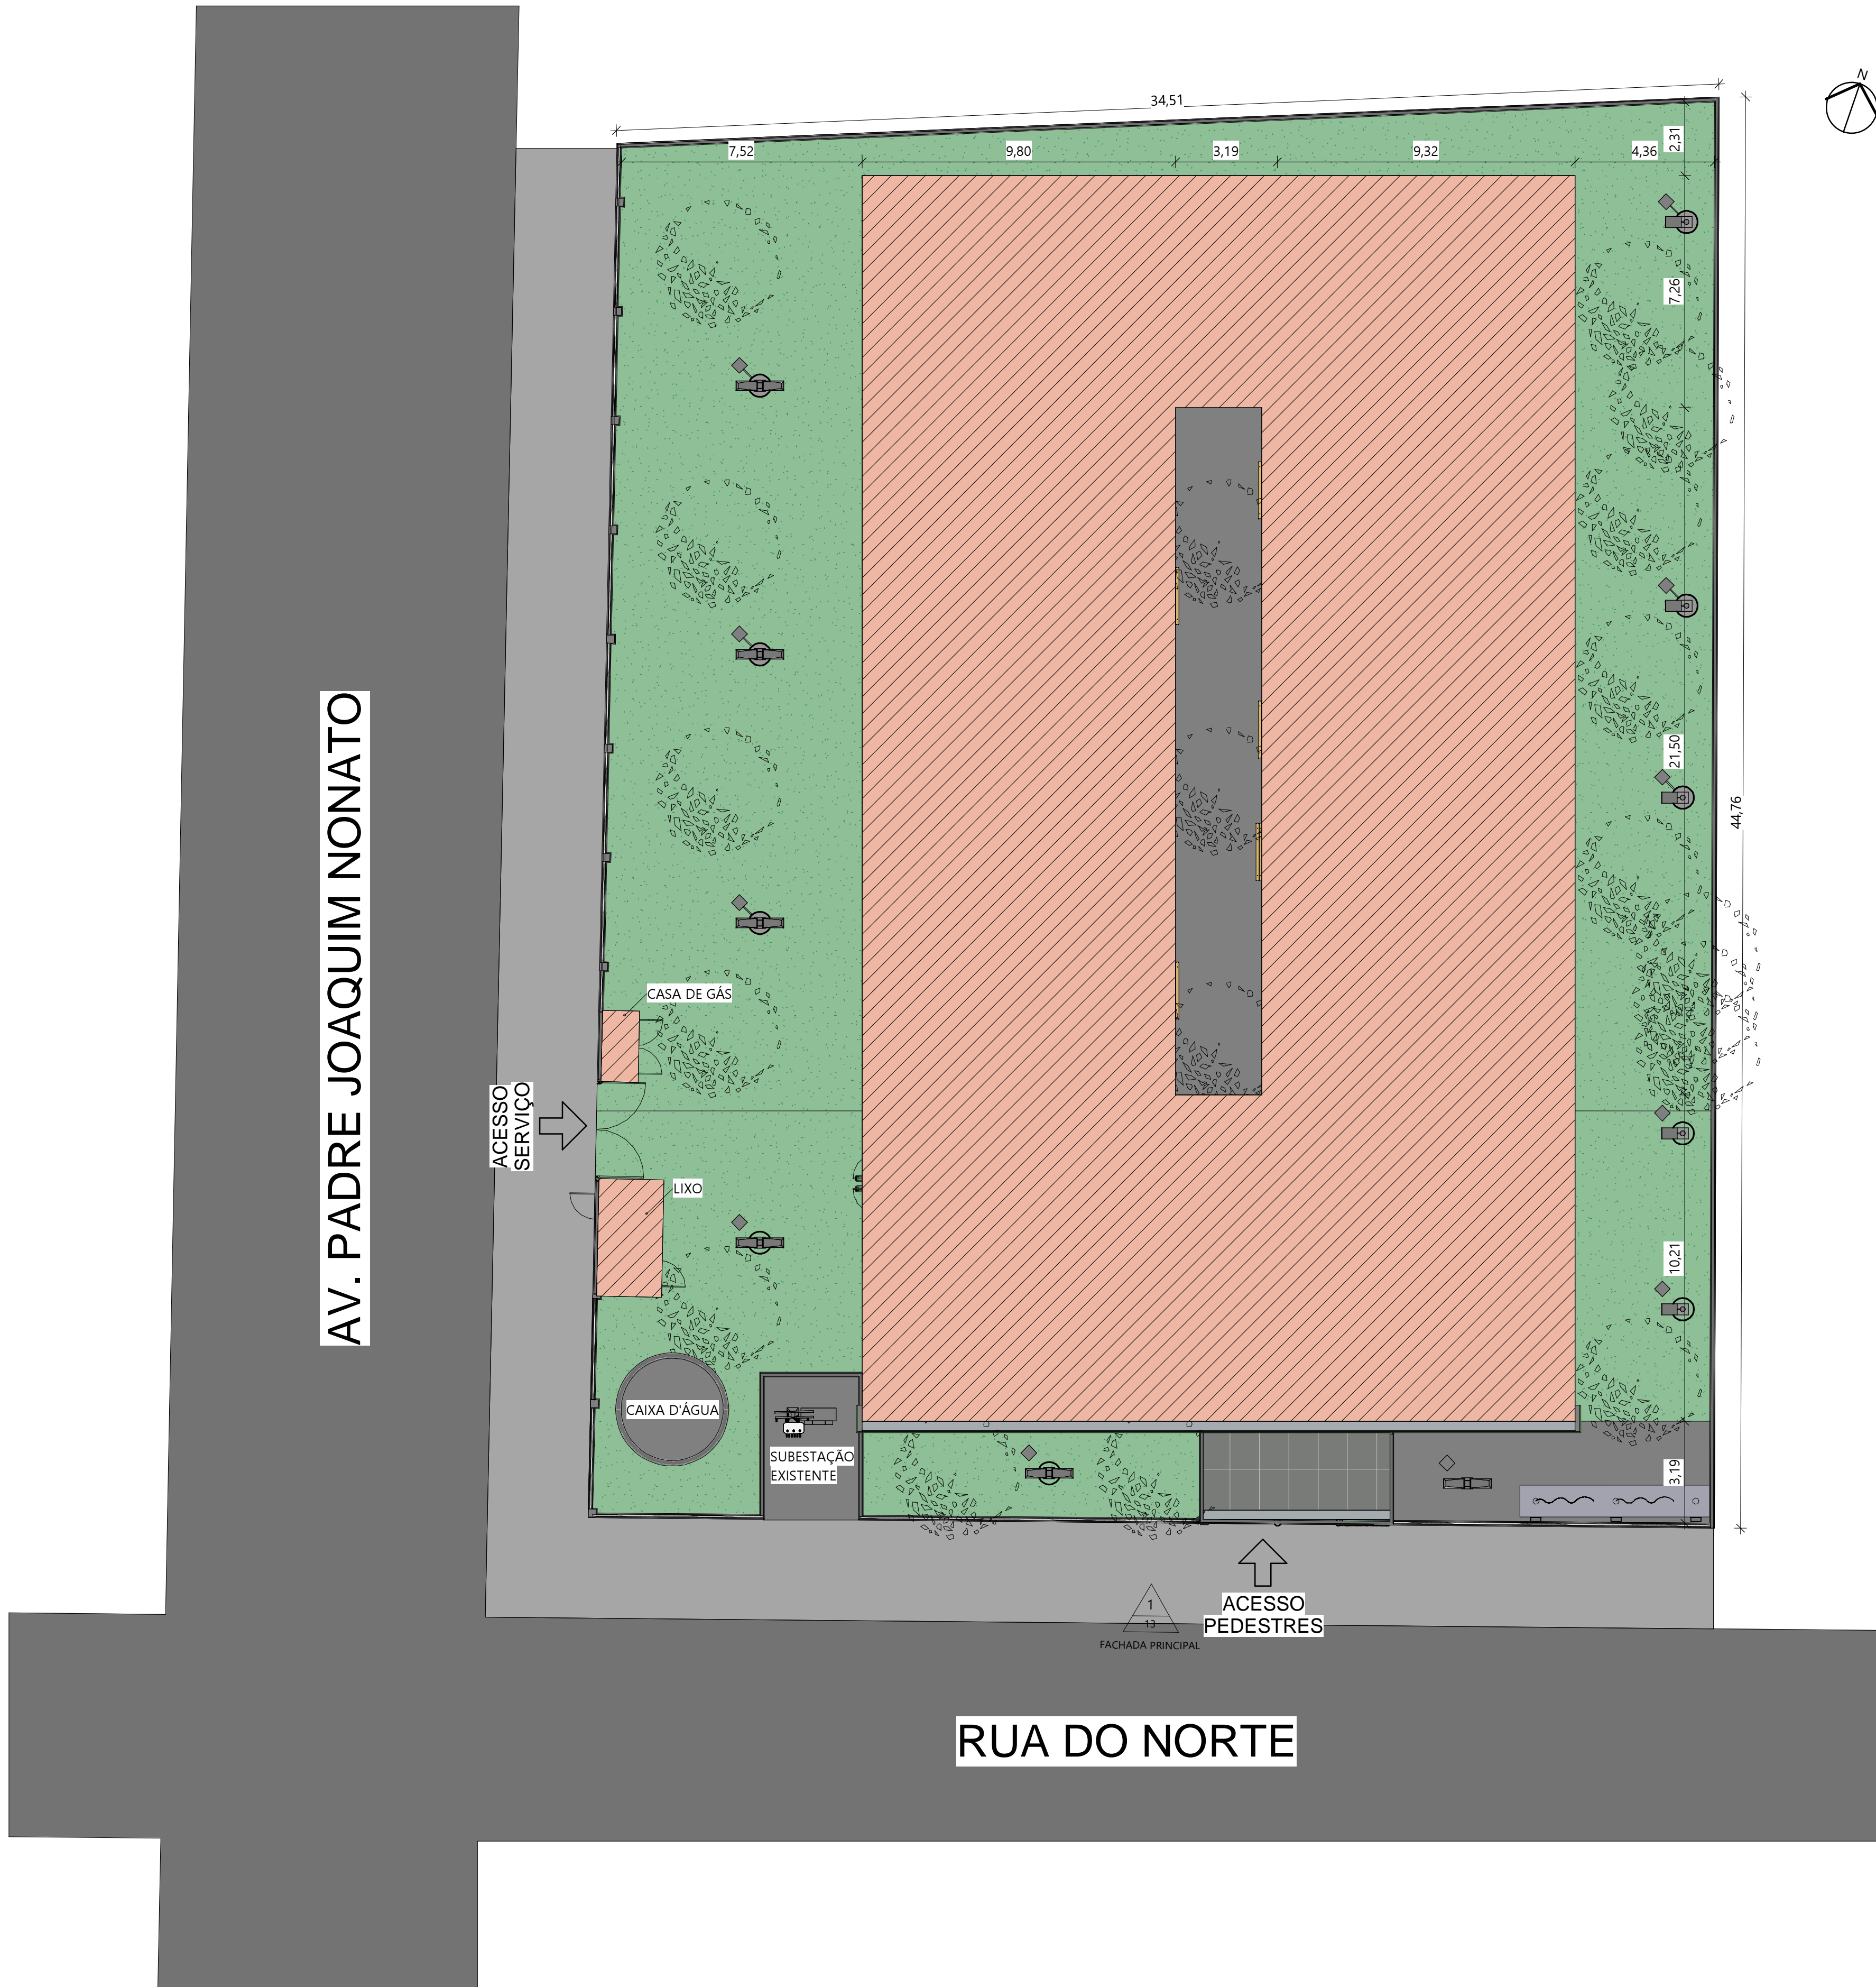 N
34,51
7,52
9,80
3,19
9,32
4,36
2,31
7,26
21,50
44,76
AV. PADRE JOAQUIM NONATO
CASA DE GÁS
ACESSO
SERVIÇO
LIXO
10,21
CAIXA D'ÁGUA
SUBESTAÇÃO
EXISTENTE
3,19
1
13
FACHADA PRINCIPAL
ACESSO
PEDESTRES
RUA DO NORTE